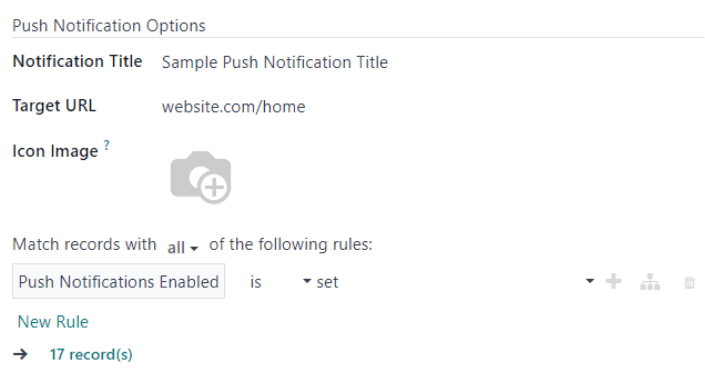 Push Notification Options
Notification Title Sample Push Notification Title
Target URL website.com/home
Icon Image ?
Match records with all of the following rules:
Push Notifications Enabled is set
New Rule
17 record(s)